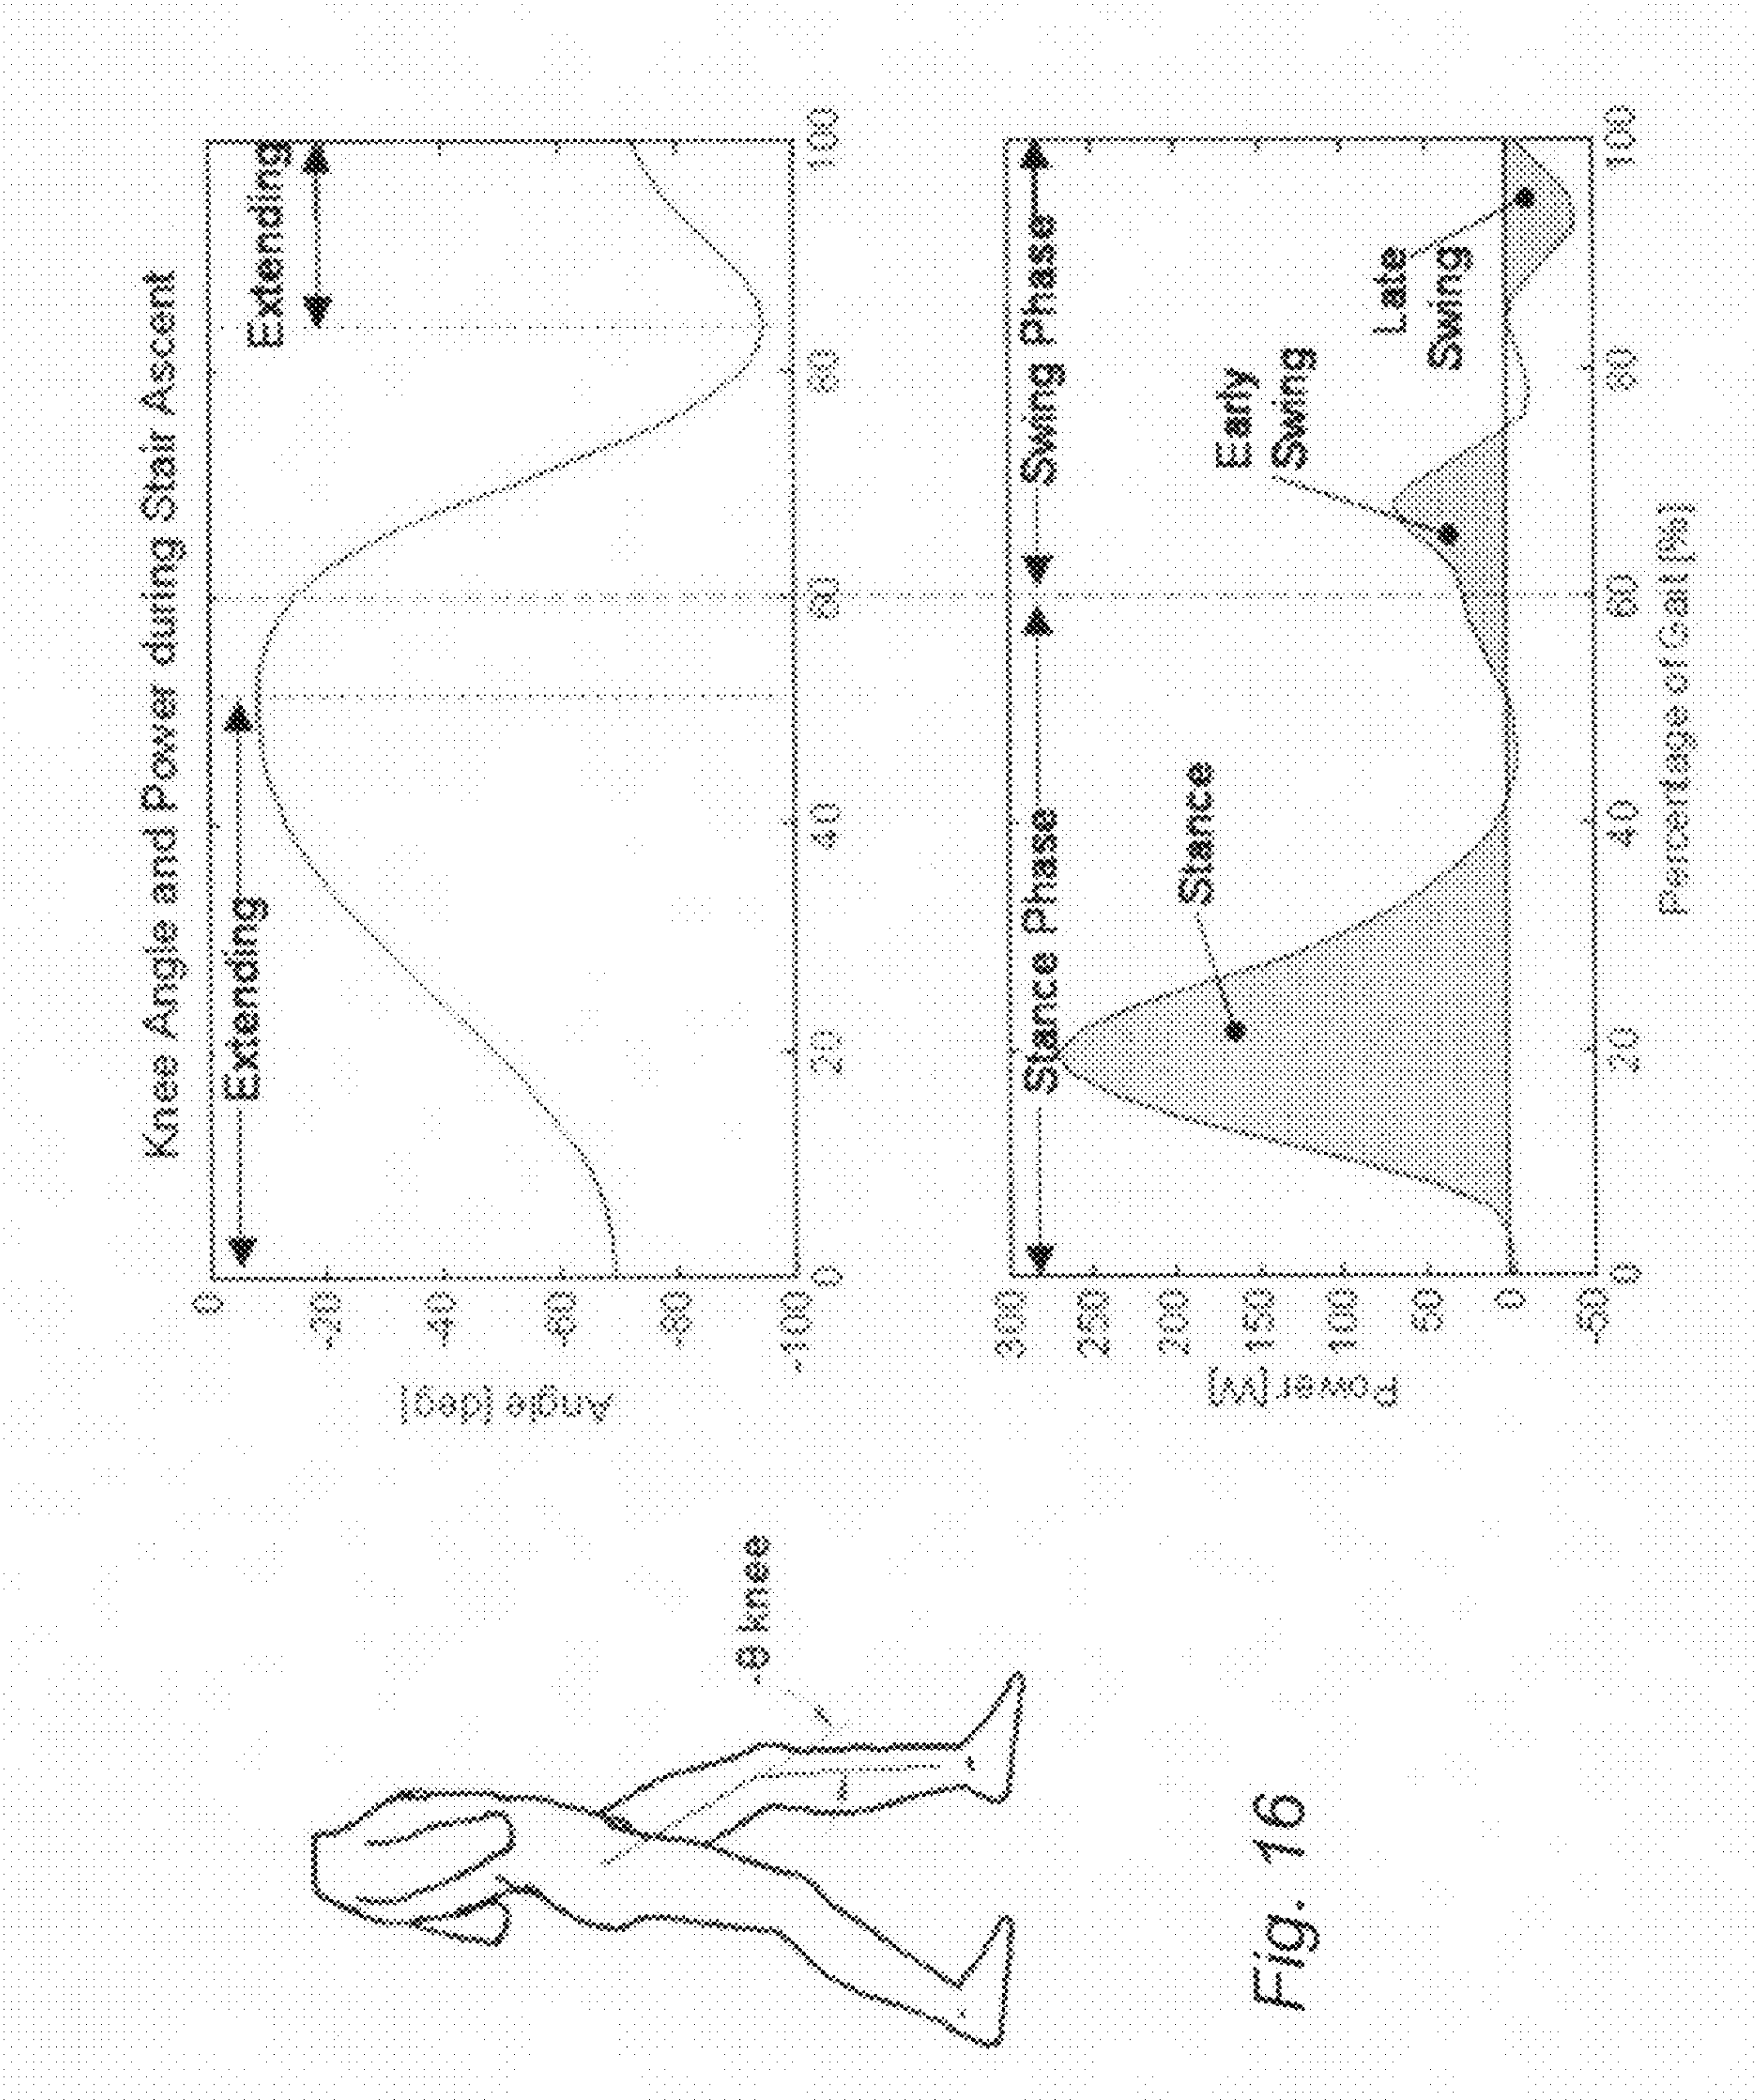 Knee Angle and Power during Stair Ascent
Extending
Extending
0
-20
-40
-60
-80
-100
Angle [deg]
0
20
40
60
80
100
Stance Phase
Swing Phase
Stance
Early
Swing
Late
Swing
300
250
200
150
100
50
0
-50
Power [W]
0
20
40
60
80
100
Percentage of Gait [%]
-θ knee
Fig. 16